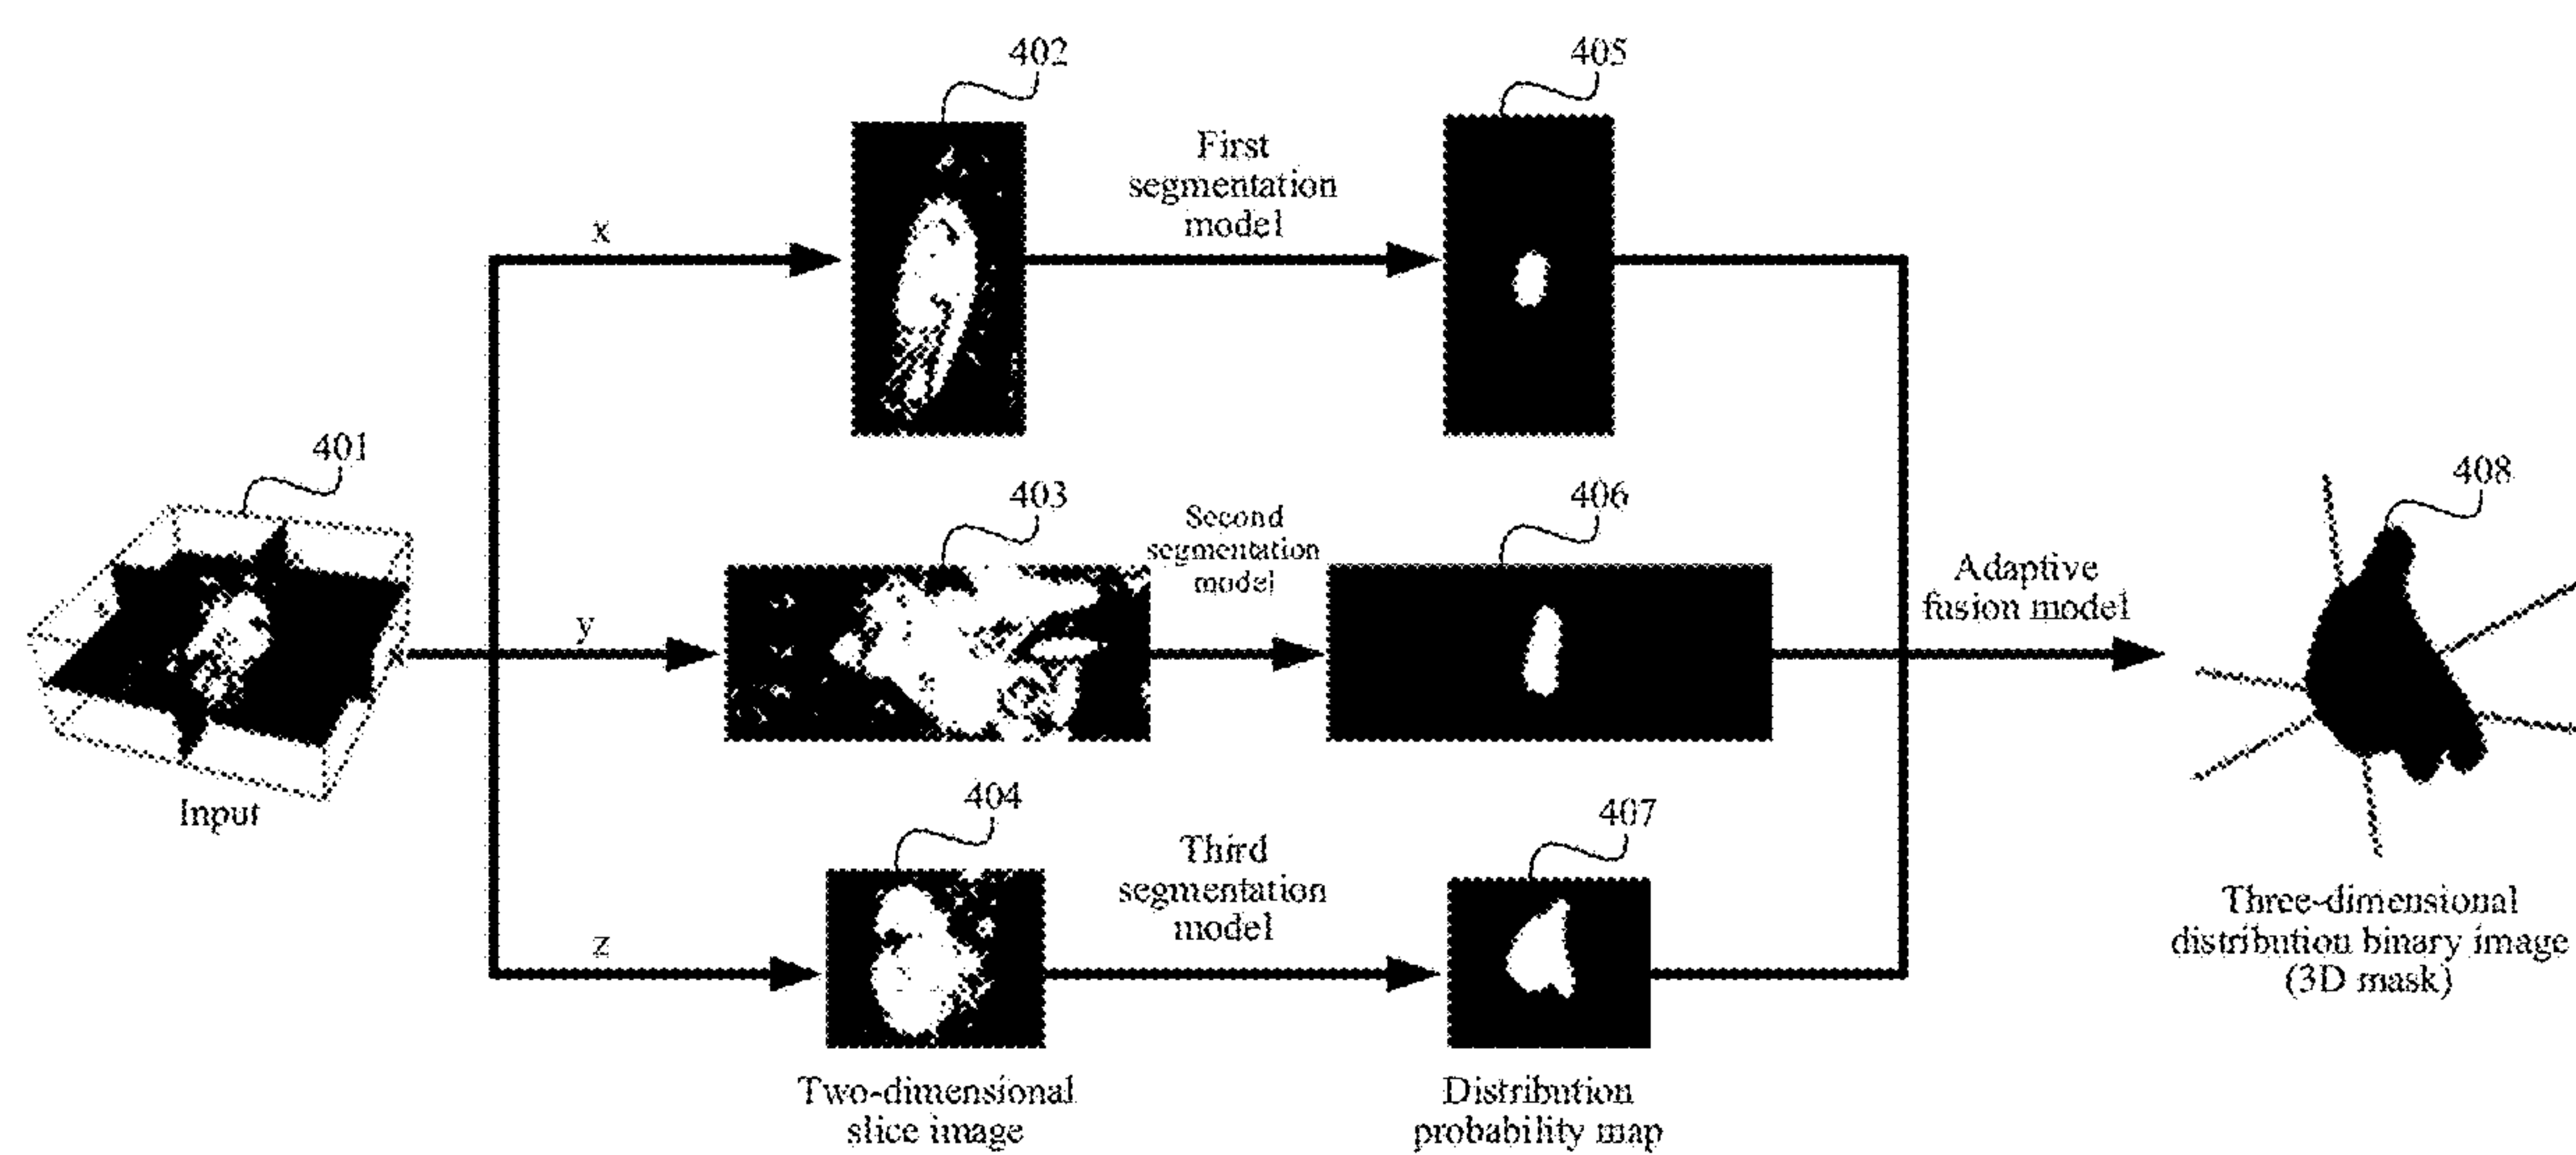 402
405
First
segmentation
model
x
401
403
Second
segmentation
model
406
408
y
Adaptive
fusion model
Input
404
Third
segmentation
model
407
z
Three-dimensional
distribution binary image
(3D mask)
Two-dimensional
slice image
Distribution
probability map